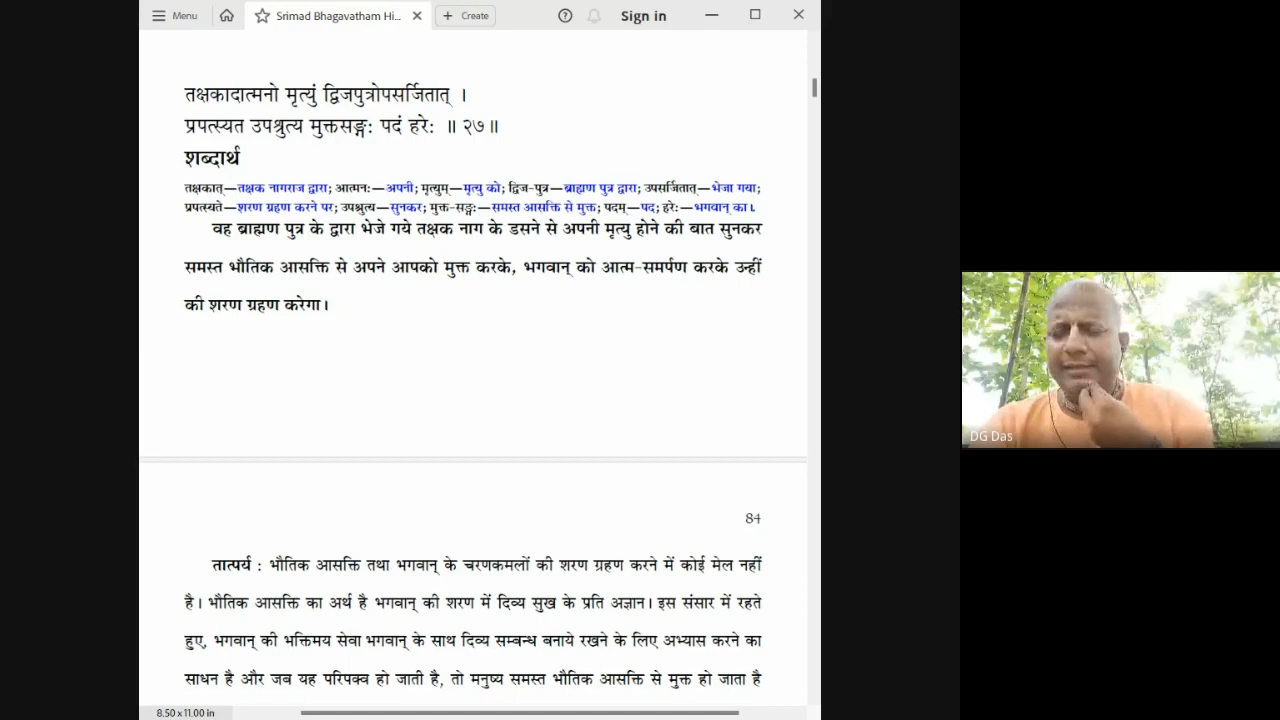 Menu
Srimad Bhagavatham Hi...
Create
Sign in
तक्षकादात्मनो मृत्युं द्विजपुत्रोपसर्जितात् ।
प्रपत्स्यत उपश्रुत्य मुक्तसङ्गः पदं हरेः ॥ २७॥
शब्दार्थ
तक्षकात्—तक्षक नागराज द्वारा; आत्मनः—अपनी; मृत्युम्—मृत्यु को; द्विज-पुत्र—ब्राह्मण पुत्र द्वारा; उपसर्जितात्—भेजा गया;
प्रपत्स्यते—शरण ग्रहण करने पर; उपश्रुत्य—सुनकर; मुक्त-सङ्गः—समस्त आसक्ति से मुक्त; पदम्—पद; हरेः—भगवान् का।
वह ब्राह्मण पुत्र के द्वारा भेजे गये तक्षक नाग के डसने से अपनी मृत्यु होने की बात सुनकर
समस्त भौतिक आसक्ति से अपने आपको मुक्त करके, भगवान् को आत्म-समर्पण करके उन्हीं
की शरण ग्रहण करेगा।
DG Das
84
तात्पर्य : भौतिक आसक्ति तथा भगवान् के चरणकमलों की शरण ग्रहण करने में कोई मेल नहीं
है। भौतिक आसक्ति का अर्थ है भगवान् की शरण में दिव्य सुख के प्रति अज्ञान। इस संसार में रहते
हुए, भगवान् की भक्तिमय सेवा भगवान् के साथ दिव्य सम्बन्ध बनाये रखने के लिए अभ्यास करने का
साधन है और जब यह परिपक्व हो जाती है, तो मनुष्य समस्त भौतिक आसक्ति से मुक्त हो जाता है
8.50 x 11.00 in